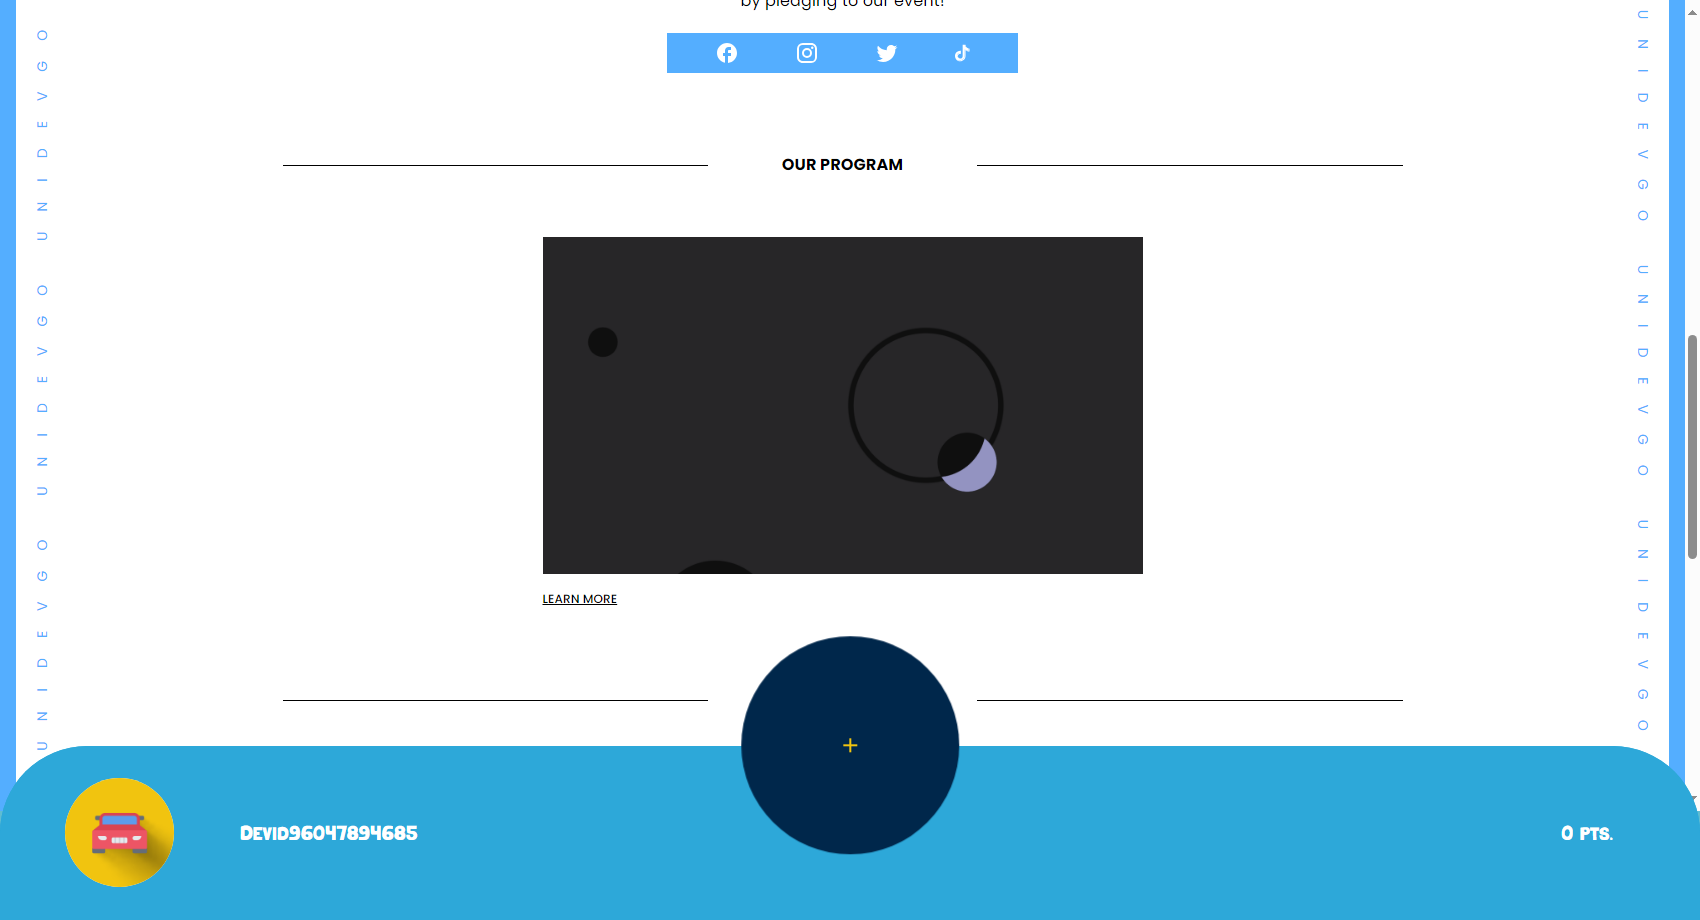 by pledging to our event!
OUR PROGRAM
LEARN MORE
+
Devid96047894685
0 PTS.
UNIDEVGO UNIDEVGO UNIDEVGO
UNIDEVGO UNIDEVGO UNIDEVGO